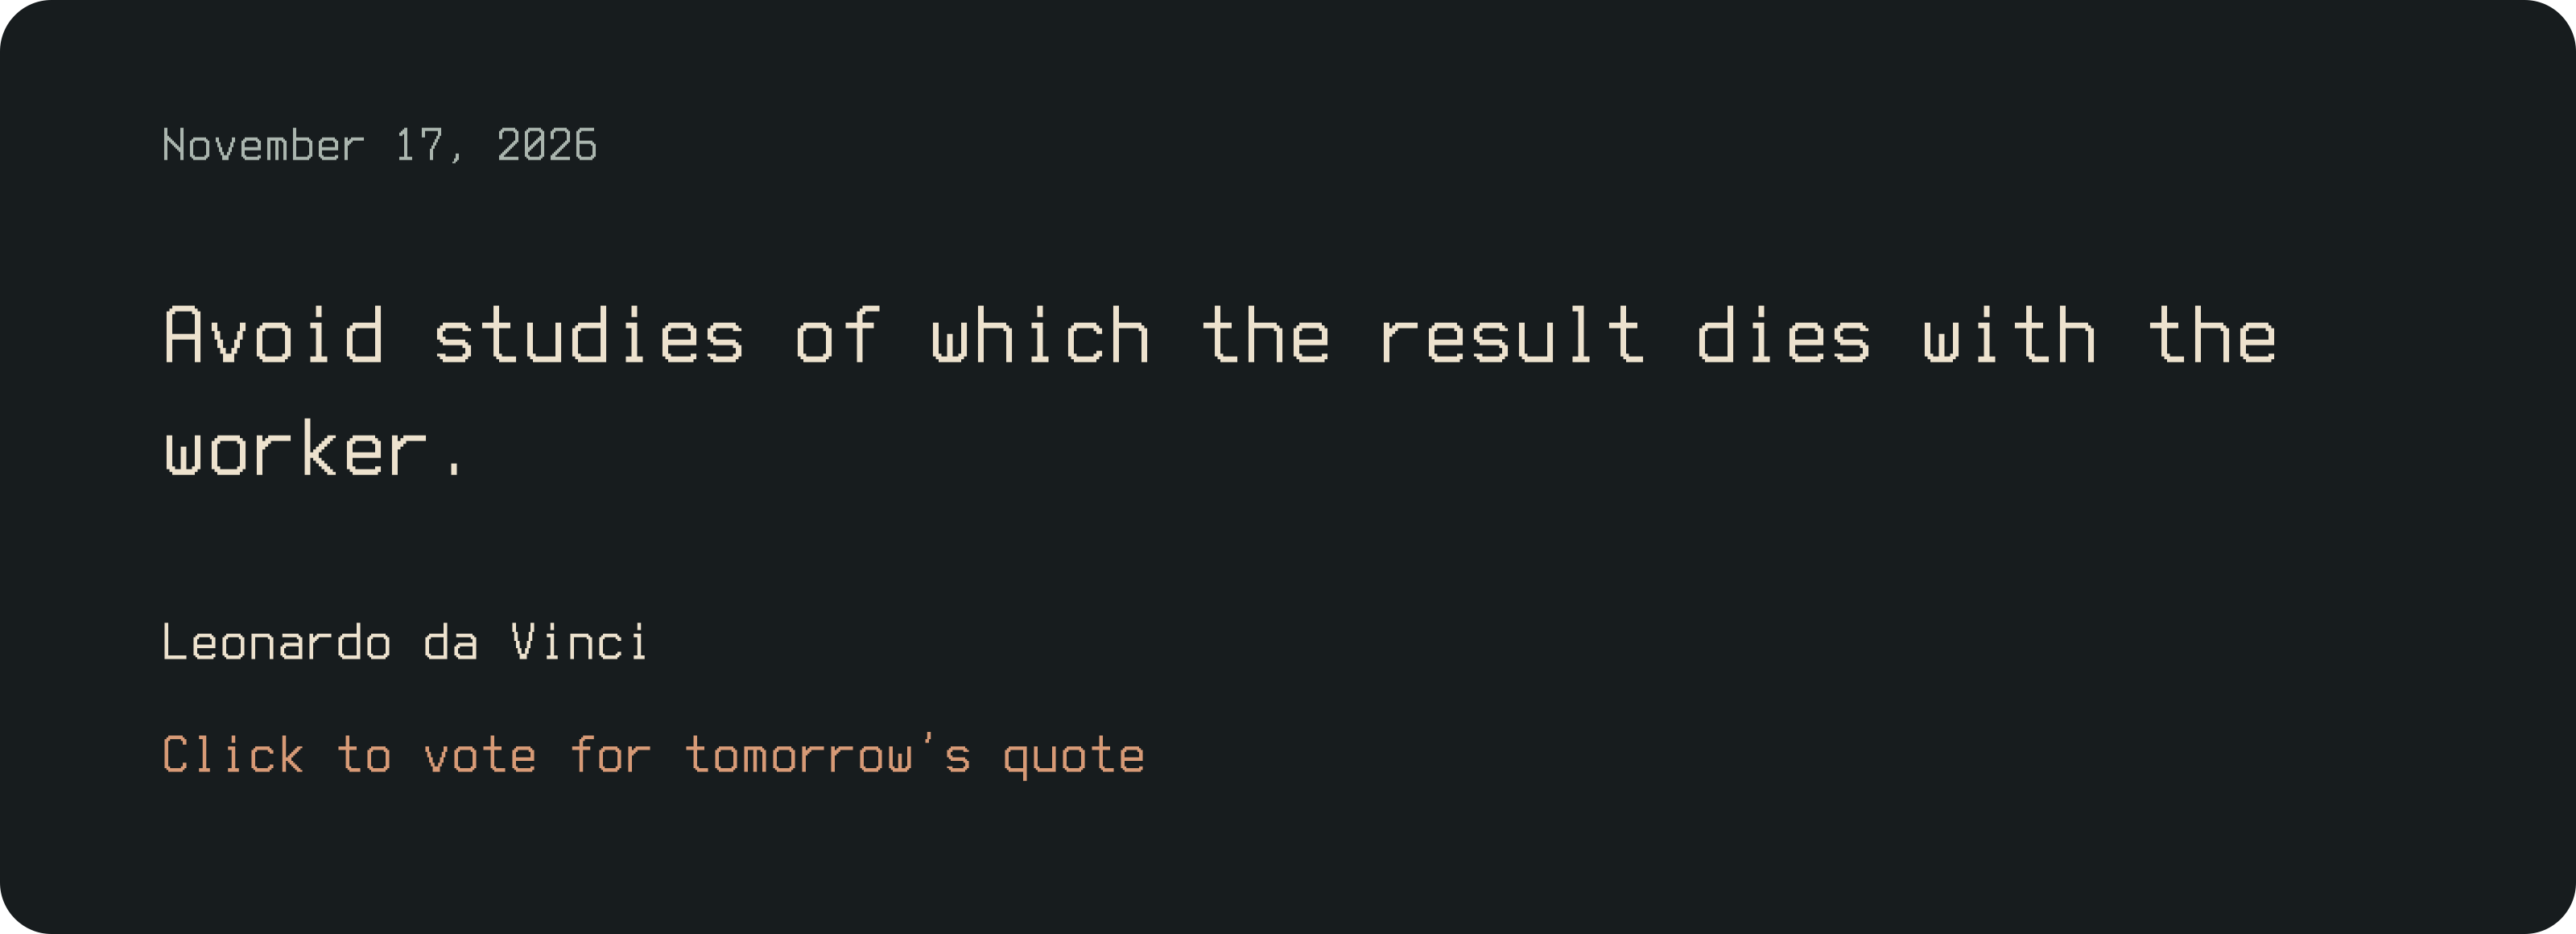 November 17, 2026
Avoid studies of which the result dies with the
worker.
Leonardo da Vinci
Click to vote for tomorrow's quote